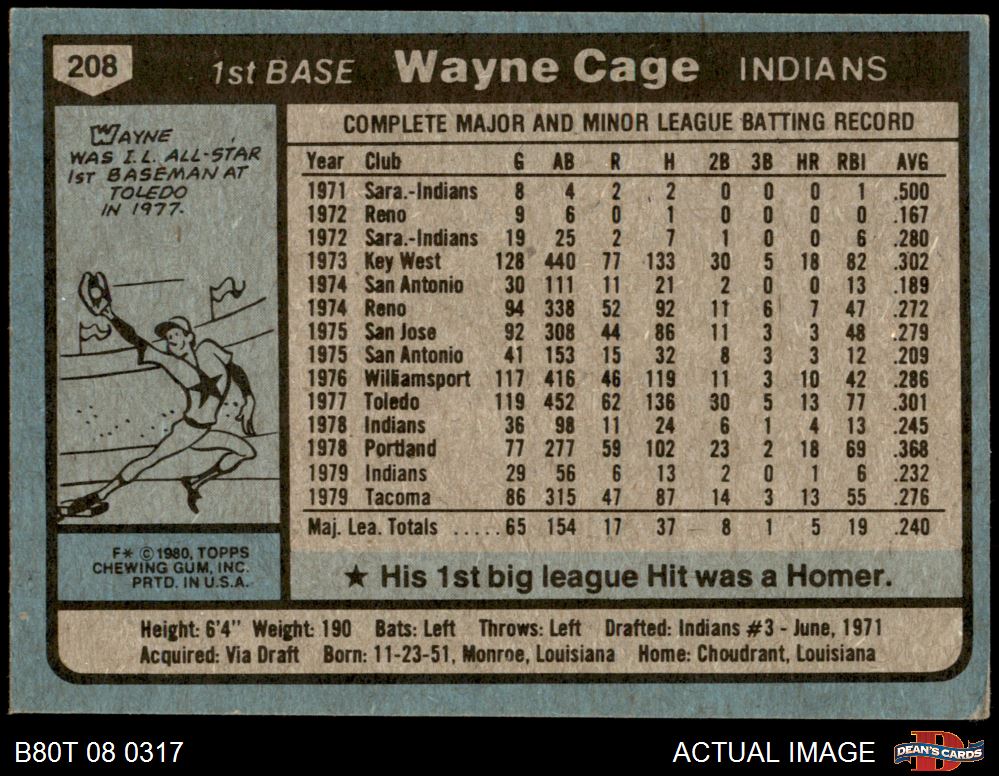 208 1st BASE Wayne Cage INDIANS
WAYNE
WAS I.L. ALL-STAR
1ST BASEMAN AT
TOLEDO
IN 1977.
COMPLETE MAJOR AND MINOR LEAGUE BATTING RECORD
Year Club G AB R H 2B 3B HR RBI AVG
1971 Sara.-Indians 8 4 2 2 0 0 0 1 .500
1972 Reno 9 6 0 1 0 0 0 0 .167
1972 Sara.-Indians 19 25 2 7 1 0 0 6 .280
1973 Key West 128 440 77 133 30 5 18 82 .302
1974 San Antonio 30 111 11 21 2 0 0 13 .189
1974 Reno 94 338 52 92 11 6 7 47 .272
1975 San Jose 92 308 44 86 11 3 3 48 .279
1975 San Antonio 41 153 15 32 8 3 3 12 .209
1976 Williamsport 117 416 46 119 11 3 10 42 .286
1977 Toledo 119 452 62 136 30 5 13 77 .301
1978 Indians 36 98 11 24 6 1 4 13 .245
1978 Portland 77 277 59 102 23 2 18 69 .368
1979 Indians 29 56 6 13 2 0 1 6 .232
1979 Tacoma 86 315 47 87 14 3 13 55 .276
Maj. Lea. Totals ..... 65 154 17 37 8 1 5 19 .240
F* © 1980, TOPPS
CHEWING GUM, INC.
PRTD. IN U.S.A.
★ His 1st big league Hit was a Homer.
Height: 6'4" Weight: 190 Bats: Left Throws: Left Drafted: Indians #3 - June, 1971
Acquired: Via Draft Born: 11-23-51, Monroe, Louisiana Home: Choudrant, Louisiana
B80T 08 0317 ACTUAL IMAGE
D
DEAN'S CARDS